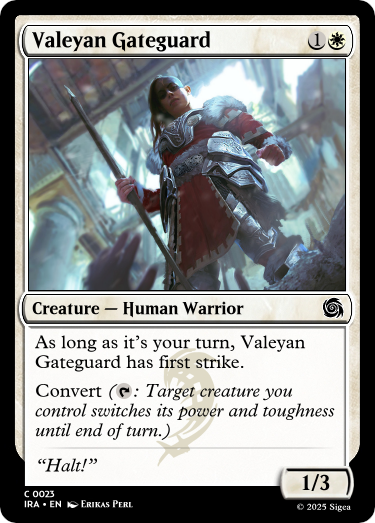 Valeyan Gateguard 1
Creature — Human Warrior
As long as it's your turn, Valeyan
Gateguard has first strike.
Convert (: Target creature you
control switches its power and toughness
until end of turn.)
“Halt!”
1/3
C 0023
IRA • EN Erikas Perl
© 2025 Sigea